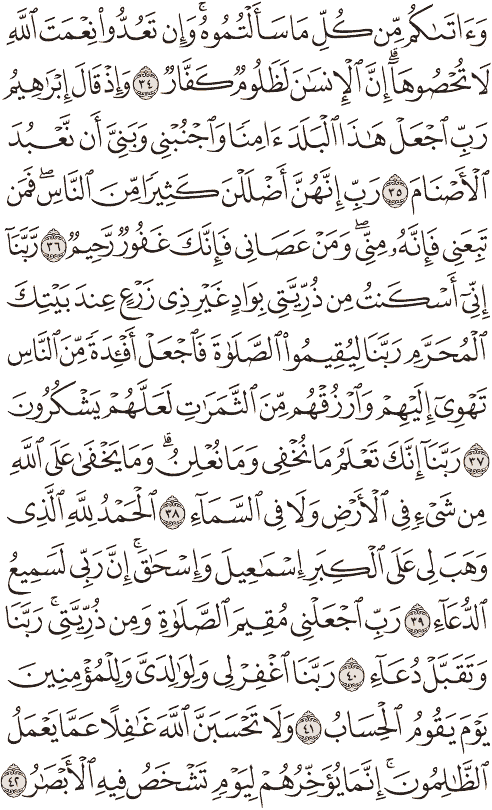 وَءَاتَىٰكُم مِّن كُلِّ مَا سَأَلْتُمُوهُ ۚ وَإِن تَعُدُّوا۟ نِعْمَتَ ٱللَّهِ
لَا تُحْصُوهَآ ۗ إِنَّ ٱلْإِنسَٰنَ لَظَلُومٌ كَفَّارٌ ٣٤ وَإِذْ قَالَ إِبْرَٰهِيمُ
رَبِّ ٱجْعَلْ هَٰذَا ٱلْبَلَدَ ءَامِنًا وَٱجْنُبْنِى وَبَنِىَّ أَن نَّعْبُدَ
ٱلْأَصْنَامَ ٣٥ رَبِّ إِنَّهُنَّ أَضْلَلْنَ كَثِيرًا مِّنَ ٱلنَّاسِ ۖ فَمَن
تَبِعَنِى فَإِنَّهُۥ مِنِّى ۖ وَمَنْ عَصَانِى فَإِنَّكَ غَفُورٌ رَّحِيمٌ ٣٦ رَّبَّنَآ
إِنِّىٓ أَسْكَنتُ مِن ذُرِّيَّتِى بِوَادٍ غَيْرِ ذِى زَرْعٍ عِندَ بَيْتِكَ
ٱلْمُحَرَّمِ رَبَّنَا لِيُقِيمُوا۟ ٱلصَّلَوٰةَ فَٱجْعَلْ أَفْـِٔدَةً مِّنَ ٱلنَّاسِ
تَهْوِىٓ إِلَيْهِمْ وَٱرْزُقْهُم مِّنَ ٱلثَّمَرَٰتِ لَعَلَّهُمْ يَشْكُرُونَ
٣٧ رَبَّنَآ إِنَّكَ تَعْلَمُ مَا نُخْفِى وَمَا نُعْلِنُ ۗ وَمَا يَخْفَىٰ عَلَى ٱللَّهِ
مِن شَىْءٍ فِى ٱلْأَرْضِ وَلَا فِى ٱلسَّمَآءِ ٣٨ ٱلْحَمْدُ لِلَّهِ ٱلَّذِى
وَهَبَ لِى عَلَى ٱلْكِبَرِ إِسْمَٰعِيلَ وَإِسْحَٰقَ ۚ إِنَّ رَبِّى لَسَمِيعُ
ٱلدُّعَآءِ ٣٩ رَبِّ ٱجْعَلْنِى مُقِيمَ ٱلصَّلَوٰةِ وَمِن ذُرِّيَّتِى ۚ رَبَّنَا
وَتَقَبَّلْ دُعَآءِ ٤٠ رَبَّنَا ٱغْفِرْ لِى وَلِوَٰلِدَىَّ وَلِلْمُؤْمِنِينَ
يَوْمَ يَقُومُ ٱلْحِسَابُ ٤١ وَلَا تَحْسَبَنَّ ٱللَّهَ غَٰفِلًا عَمَّا يَعْمَلُ
ٱلظَّٰلِمُونَ ۚ إِنَّمَا يُؤَخِّرُهُمْ لِيَوْمٍ تَشْخَصُ فِيهِ ٱلْأَبْصَٰرُ ٤٢